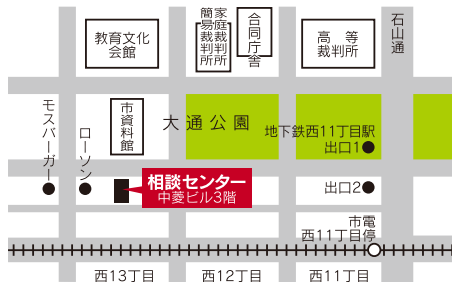 教育文化
会館
簡易裁判所
家庭裁判所
合同庁舎
高 等
裁判所
石山通
モスバーガー
ローソン
市資料館
大通公園
地下鉄西11丁目駅
出口1
相談センター
中菱ビル3階
出口2
市電
西11丁目停
西13丁目
西12丁目
西11丁目